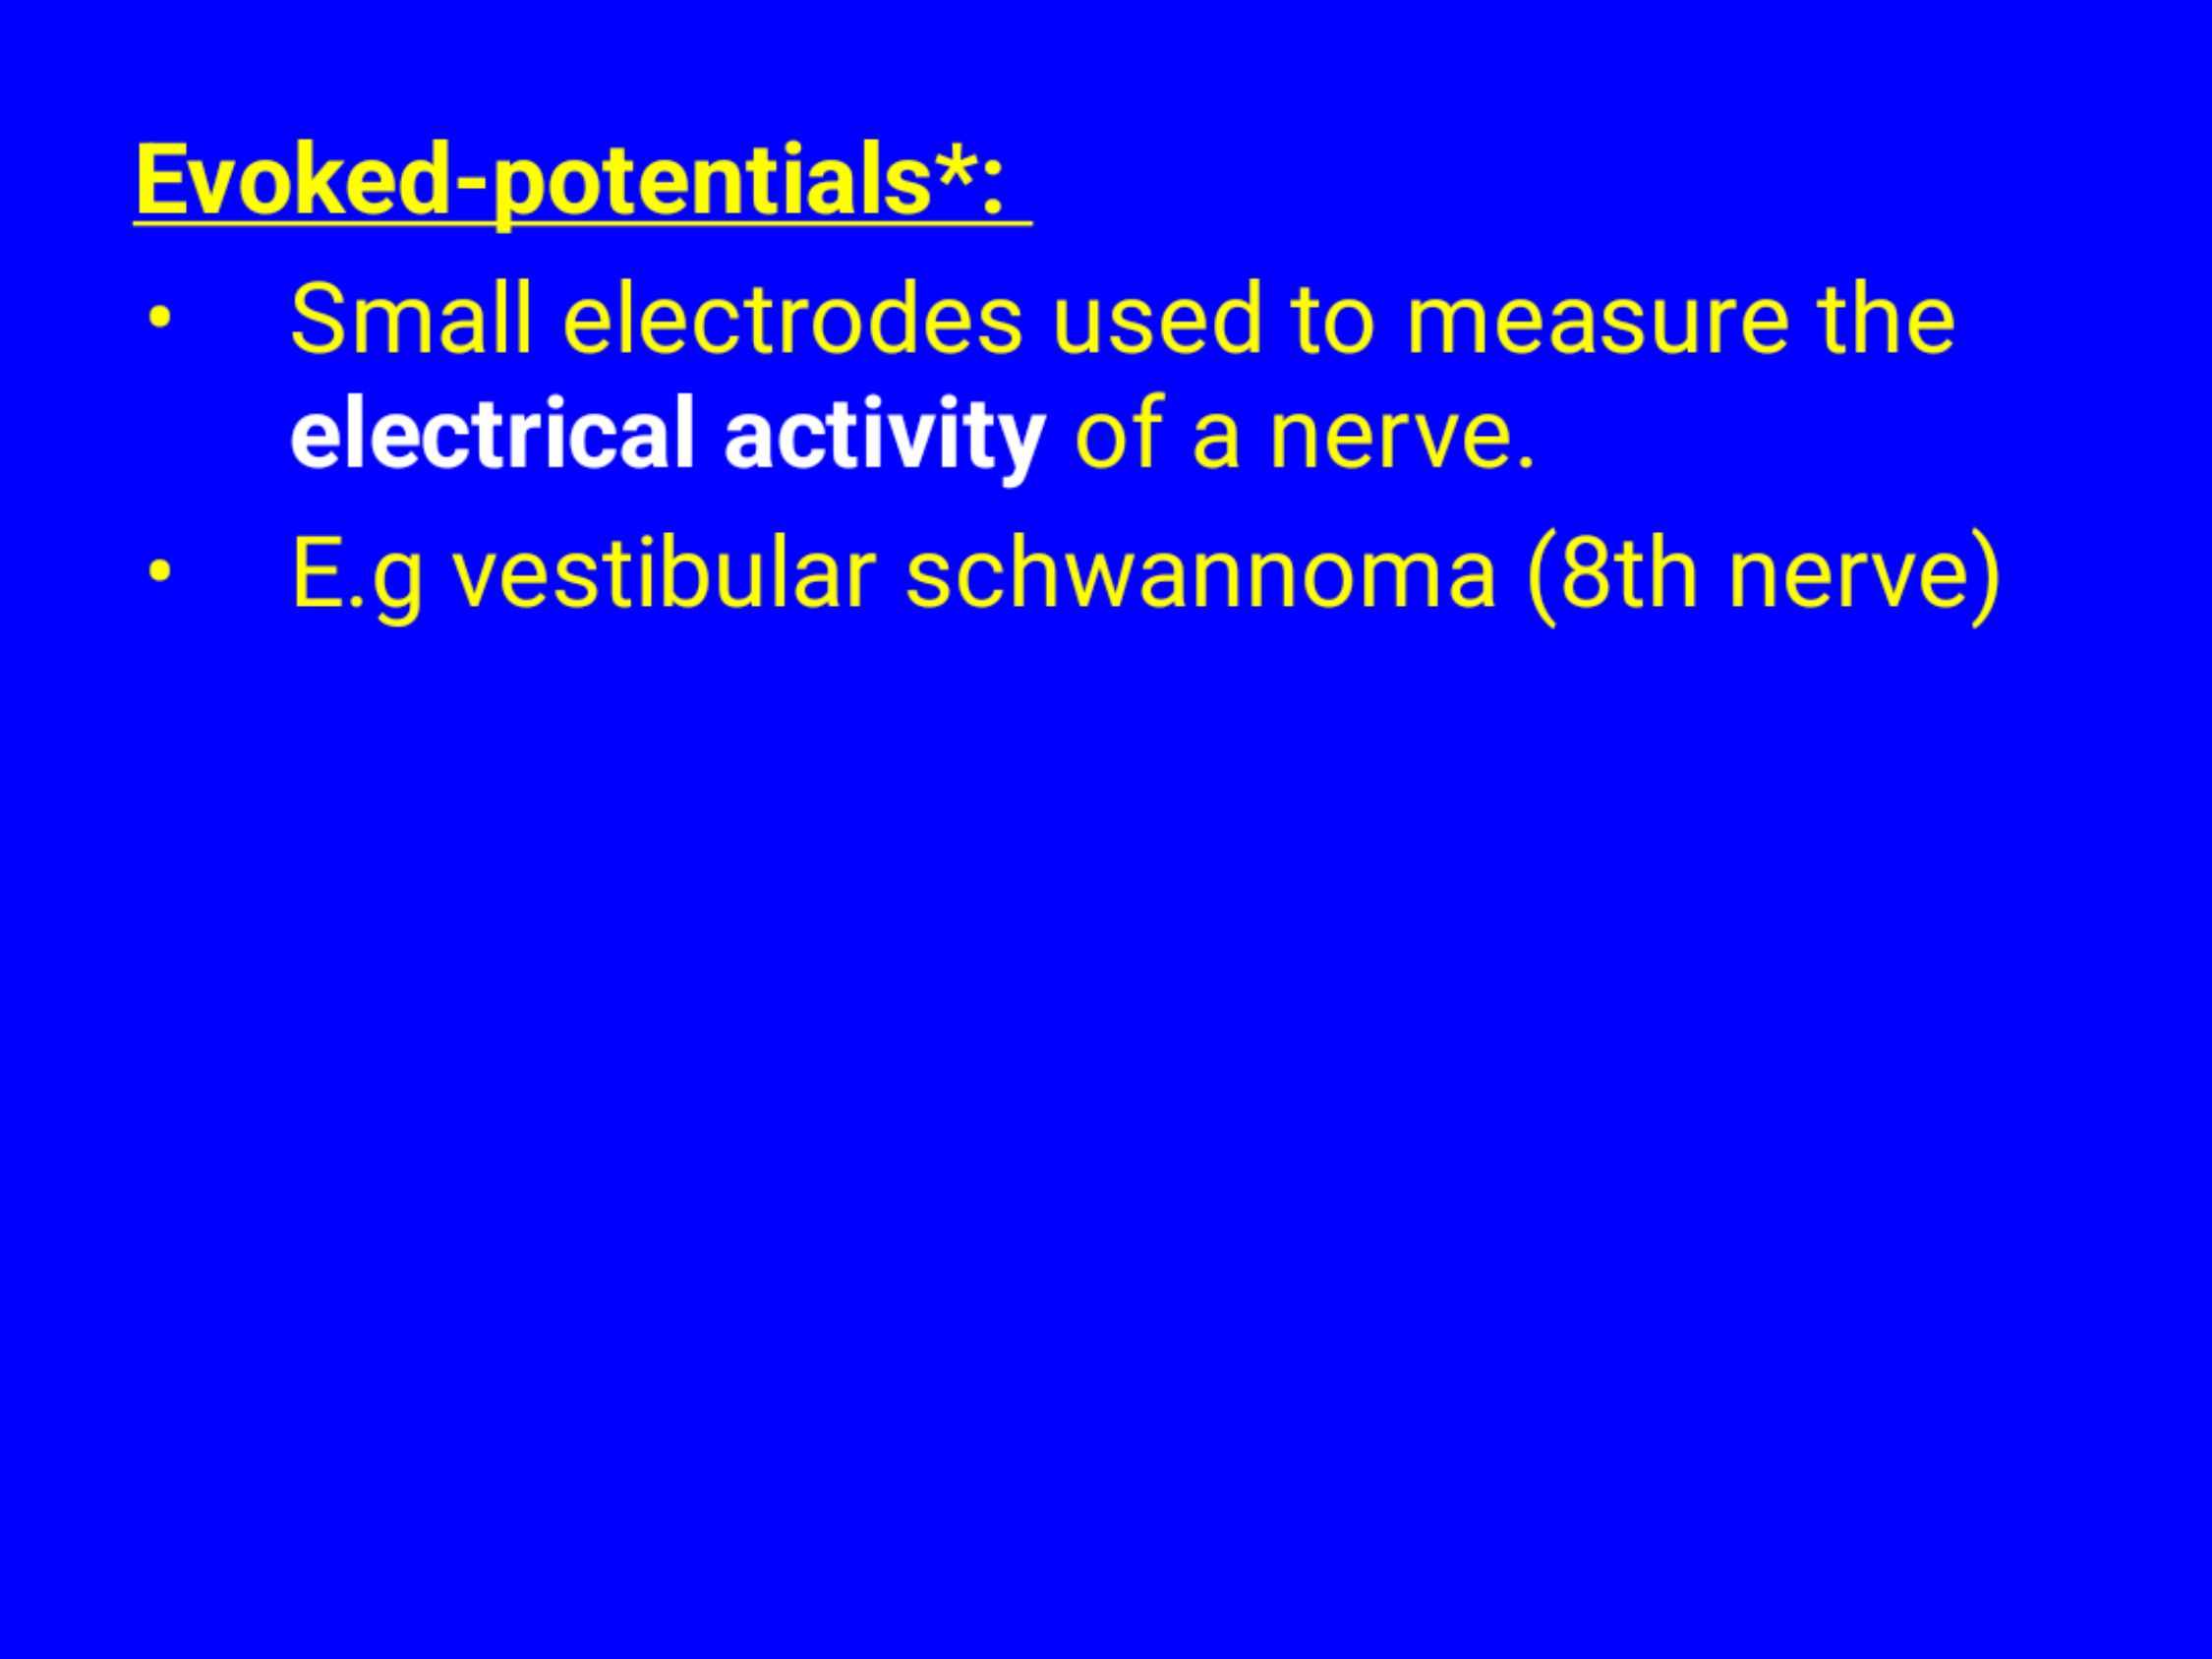 Evoked-potentials*:
• Small electrodes used to measure the
electrical activity of a nerve.
• E.g vestibular schwannoma (8th nerve)